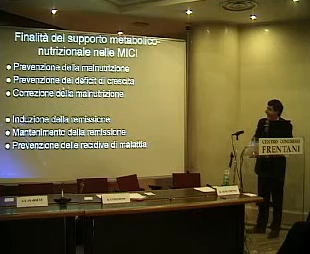 Finalità del supporto metabolico-
nutrizionale nelle MICI
Prevenzione della malnutrizione
Prevenzione dei deficit di crescita
Correzione della malnutrizione
Induzione della remissione
Mantenimento della remissione
Prevenzione delle recidive di malattia
CENTRO CONGRESSI
FRENTANI